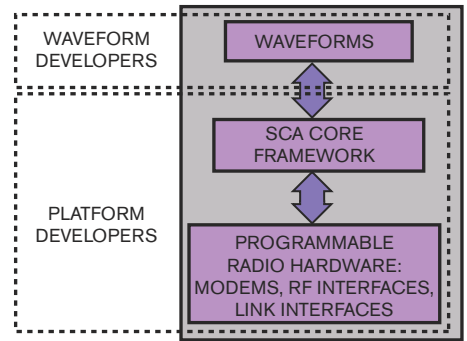 WAVEFORM
DEVELOPERS
WAVEFORMS
SCA CORE
FRAMEWORK
PLATFORM
DEVELOPERS
PROGRAMMABLE
RADIO HARDWARE:
MODEMS, RF INTERFACES,
LINK INTERFACES